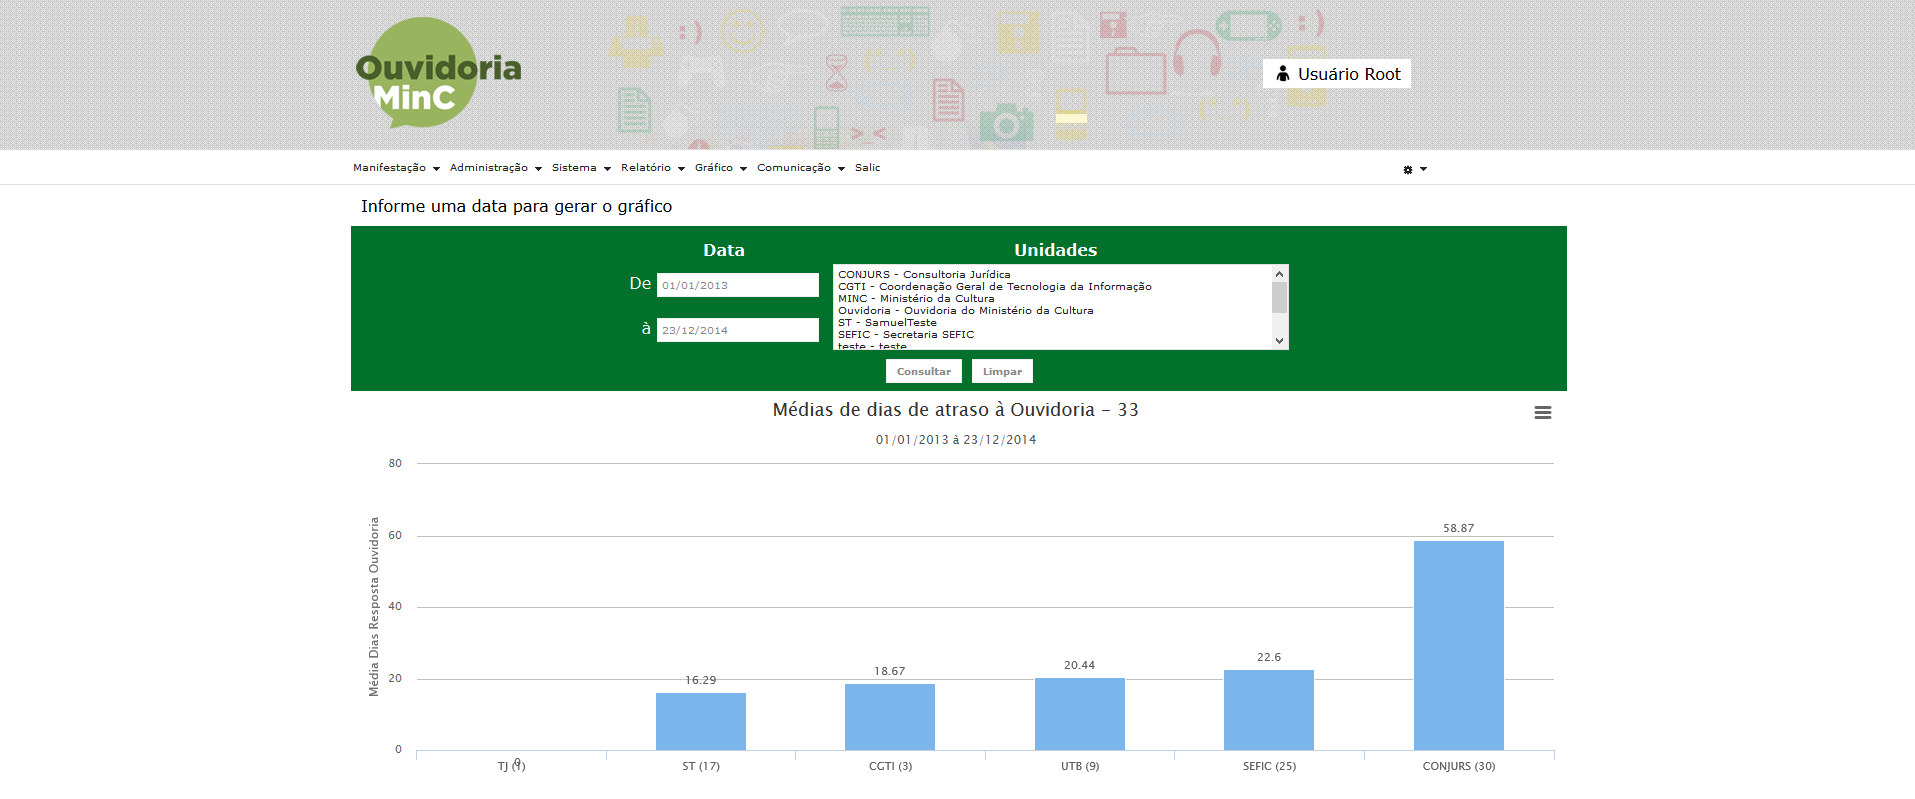 Ouvidoria
MinC
Usuário Root
Manifestação Administração Sistema Relatório Gráfico Comunicação Salic
Informe uma data para gerar o gráfico
Data
Unidades
De 01/01/2013
à 23/12/2014
CONJURS - Consultoria Jurídica
CGTI - Coordenação Geral de Tecnologia da Informação
MINC - Ministério da Cultura
Ouvidoria - Ouvidoria do Ministério da Cultura
ST - SamuelTeste
SEFIC - Secretaria SEFIC
teste - teste
Consultar Limpar
Médias de dias de atraso à Ouvidoria - 33
01/01/2013 à 23/12/2014
Média Dias Resposta Ouvidoria
80
60
40
20
0
0
16.29
18.67
20.44
22.6
58.87
TJ (1) ST (17) CGTI (3) UTB (9) SEFIC (25) CONJURS (30)